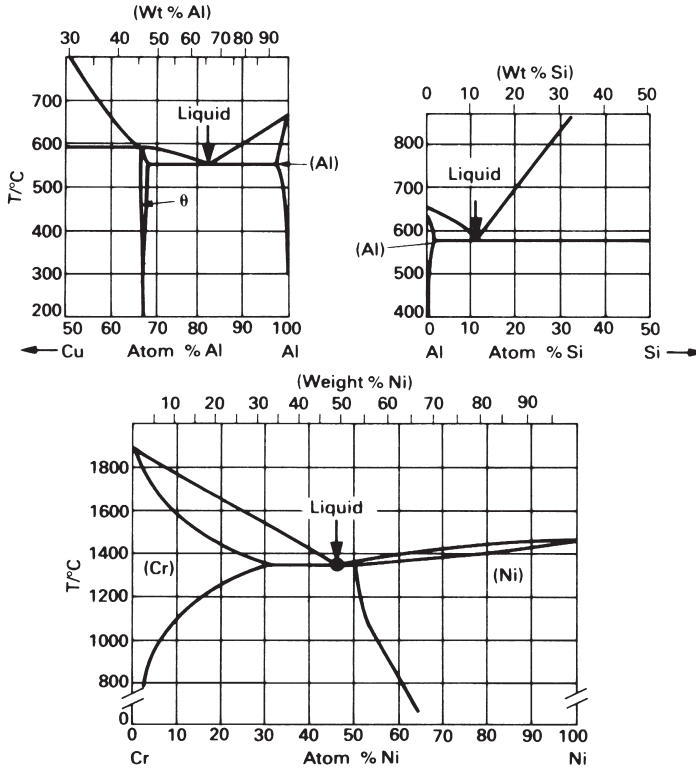 (Wt % Al)
30 40 50 60 70 80 90
700
600
500
400
300
200
T/°C
Liquid
(Al)
θ
50 60 70 80 90 100
Cu Atom % Al Al
(Wt % Si)
0 10 20 30 40 50
800
700
600
500
400
Liquid
(Al)
0 10 20 30 40 50
Al Atom % Si Si
(Weight % Ni)
10 20 30 40 50 60 70 80 90
1800
1600
1400
1200
1000
800
0
T/°C
Liquid
(Cr)
(Ni)
0 10 20 30 40 50 60 70 80 90 100
Cr Atom % Ni Ni